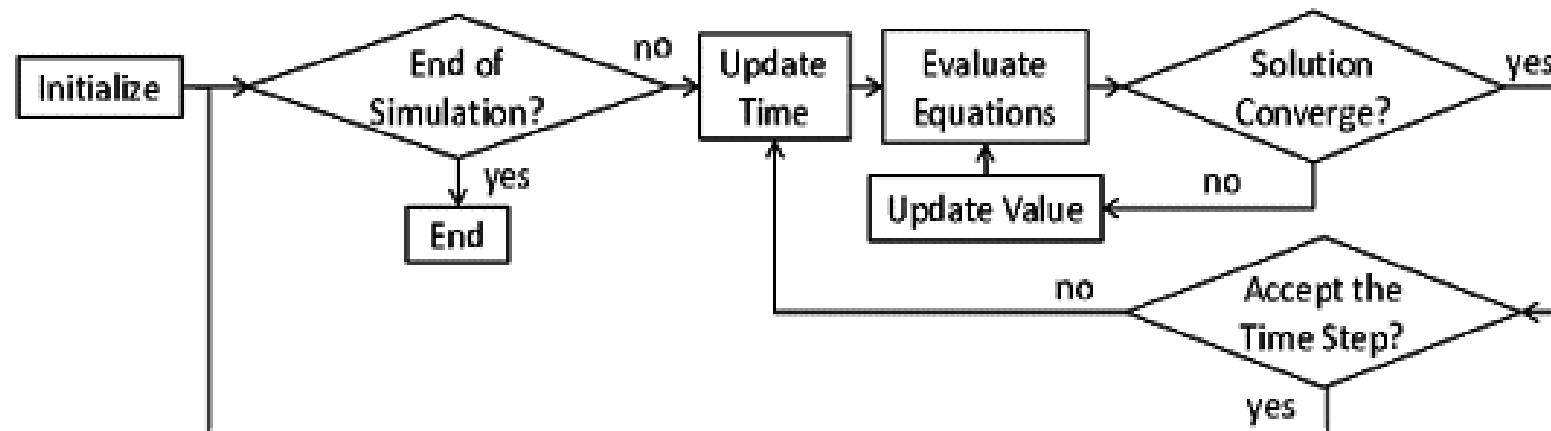 Initialize
End of
Simulation?
no
yes
End
Update
Time
Evaluate
Equations
Update Value
Solution
Converge?
yes
no
Accept the
Time Step?
no
yes